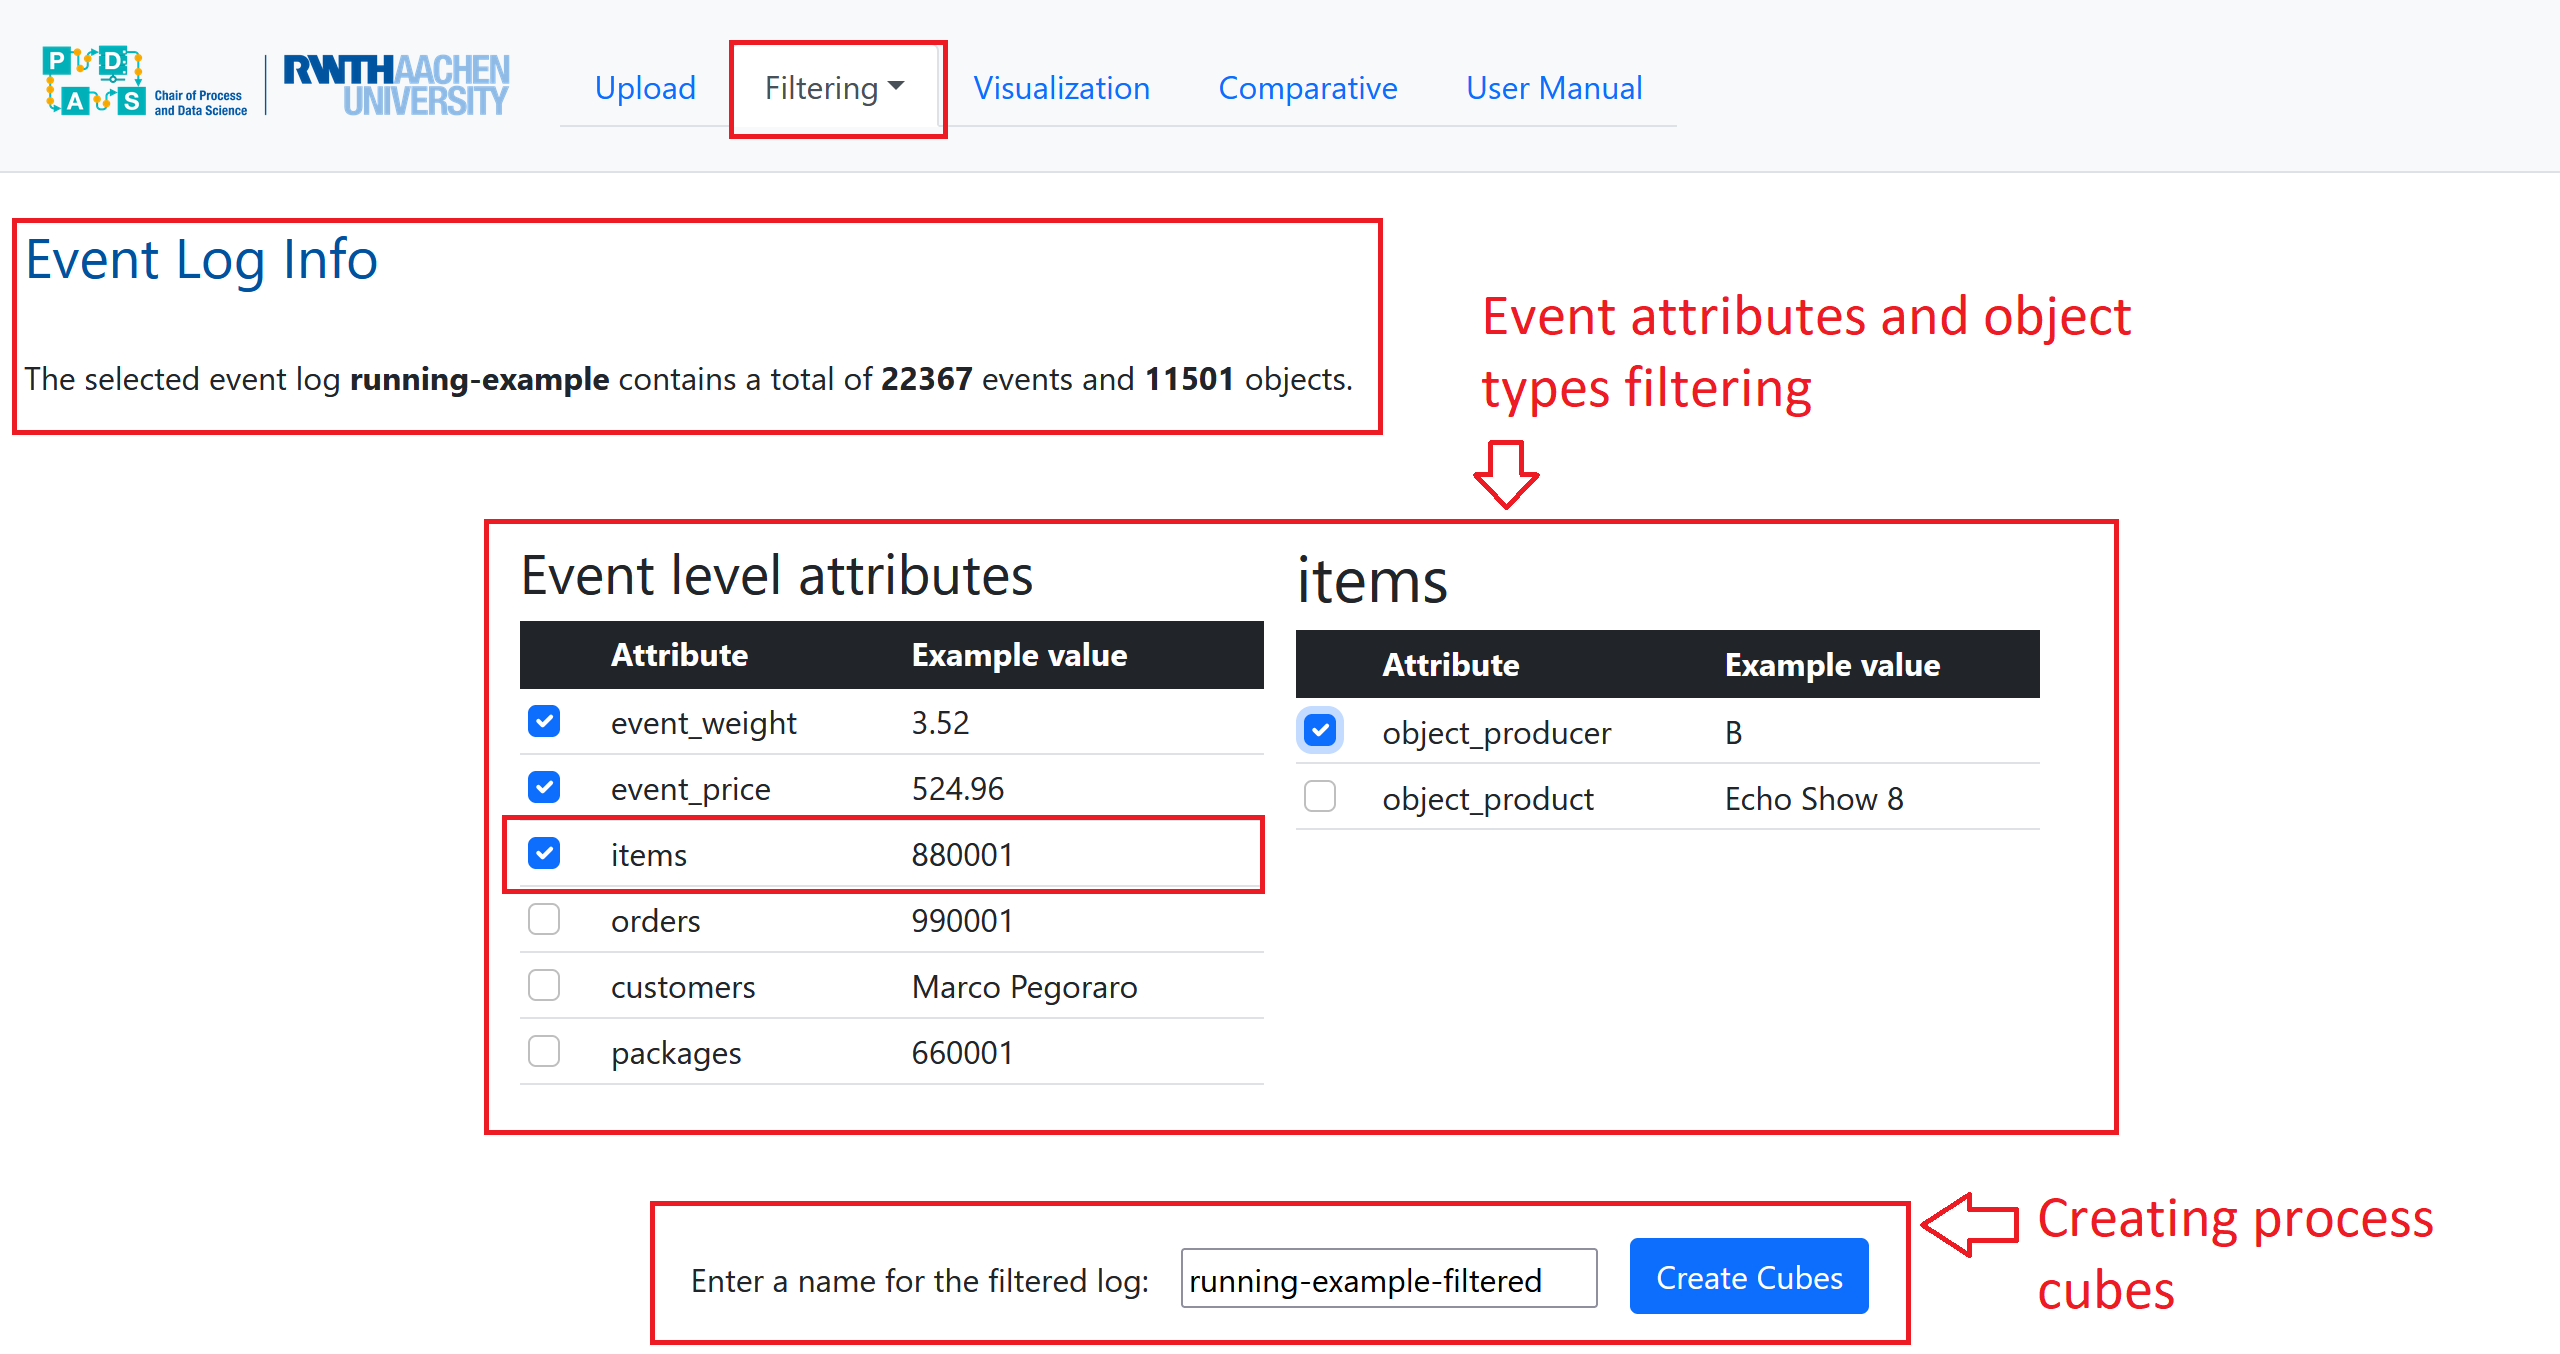 P D A S Chair of Process and Data Science
RWTH AACHEN UNIVERSITY
Upload Filtering Visualization Comparative User Manual
Event Log Info
The selected event log running-example contains a total of 22367 events and 11501 objects.
Event attributes and object
types filtering
Event level attributes
Attribute Example value
event_weight 3.52
event_price 524.96
items 880001
orders 990001
customers Marco Pegoraro
packages 660001
items
Attribute Example value
object_producer B
object_product Echo Show 8
Enter a name for the filtered log: running-example-filtered Create Cubes
Creating process
cubes